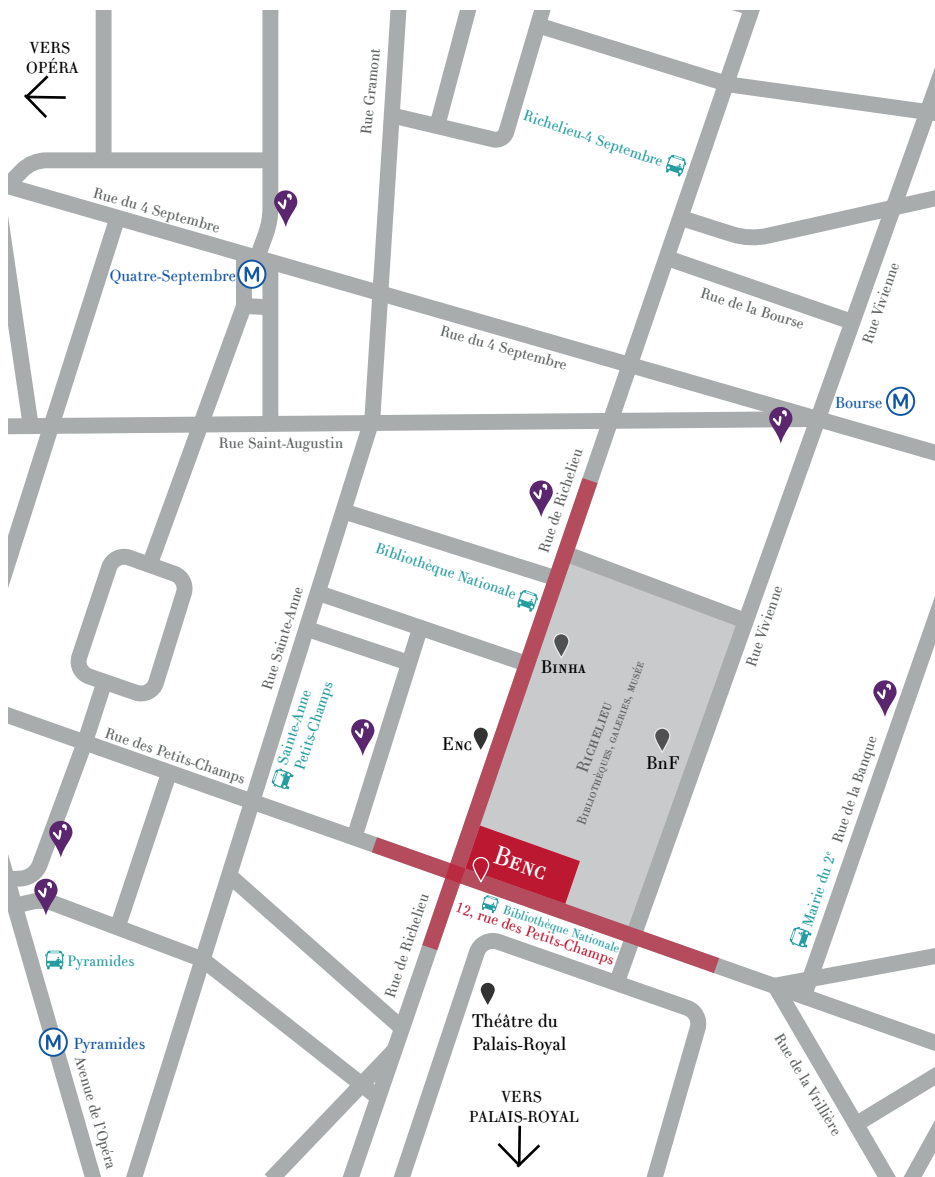 VERS
OPÉRA
Rue Gramont
Richelieu-4 Septembre
Rue du 4 Septembre
Quatre-Septembre
M
Rue de la Bourse
Rue Vivienne
Rue du 4 Septembre
Bourse
M
Rue Saint-Augustin
Rue de Richelieu
Bibliothèque Nationale
Rue Sainte-Anne
Rue Vivienne
BINHA
RICHELIEU
BIBLIOTHÈQUES, GALERIES, MUSÉE
Sainte-Anne
Petits-Champs
ENC
BnF
Rue des Petits-Champs
Rue de la Banque
BENC
Mairie du 2e
Bibliothèque Nationale
12, rue des Petits-Champs
Rue de Richelieu
Pyramides
M
Pyramides
Théâtre du
Palais-Royal
Avenue de l'Opéra
Rue de la Vrillière
VERS
PALAIS-ROYAL